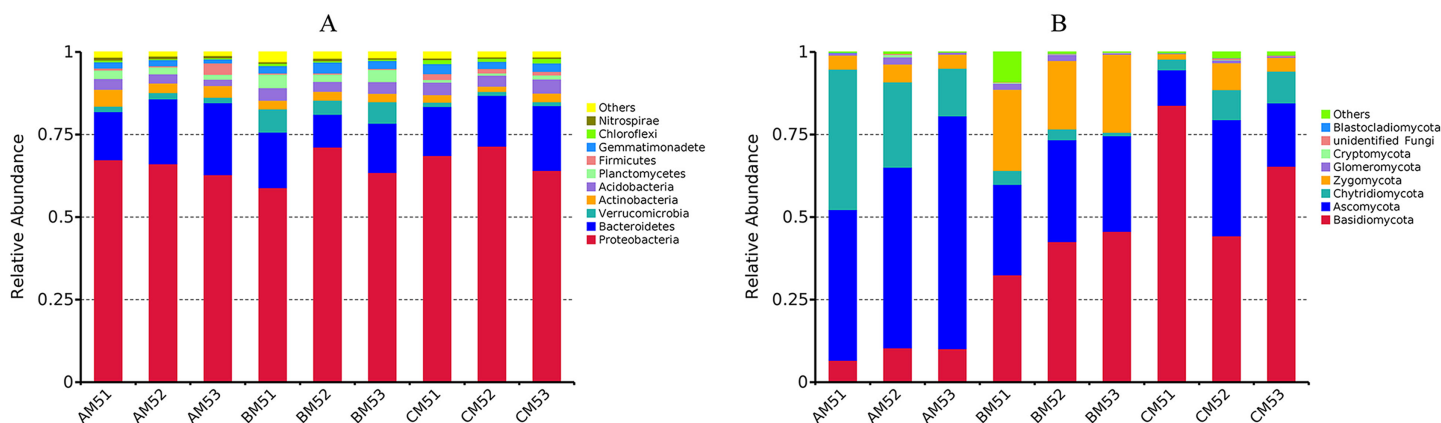 A
Relative Abundance
1
0.75
0.5
0.25
0
AM51
AM52
AM53
BM51
BM52
BM53
CM51
CM52
CM53
Others
Nitrospirae
Chloroflexi
Gemmatimonadete
Firmicutes
Planctomycetes
Acidobacteria
Actinobacteria
Verrucomicrobia
Bacteroidetes
Proteobacteria
B
Relative Abundance
1
0.75
0.5
0.25
0
AM51
AM52
AM53
BM51
BM52
BM53
CM51
CM52
CM53
Others
Blastocladiomycota
unidentified Fungi
Cryptomycota
Glomeromycota
Zygomycota
Chytridiomycota
Ascomycota
Basidiomycota